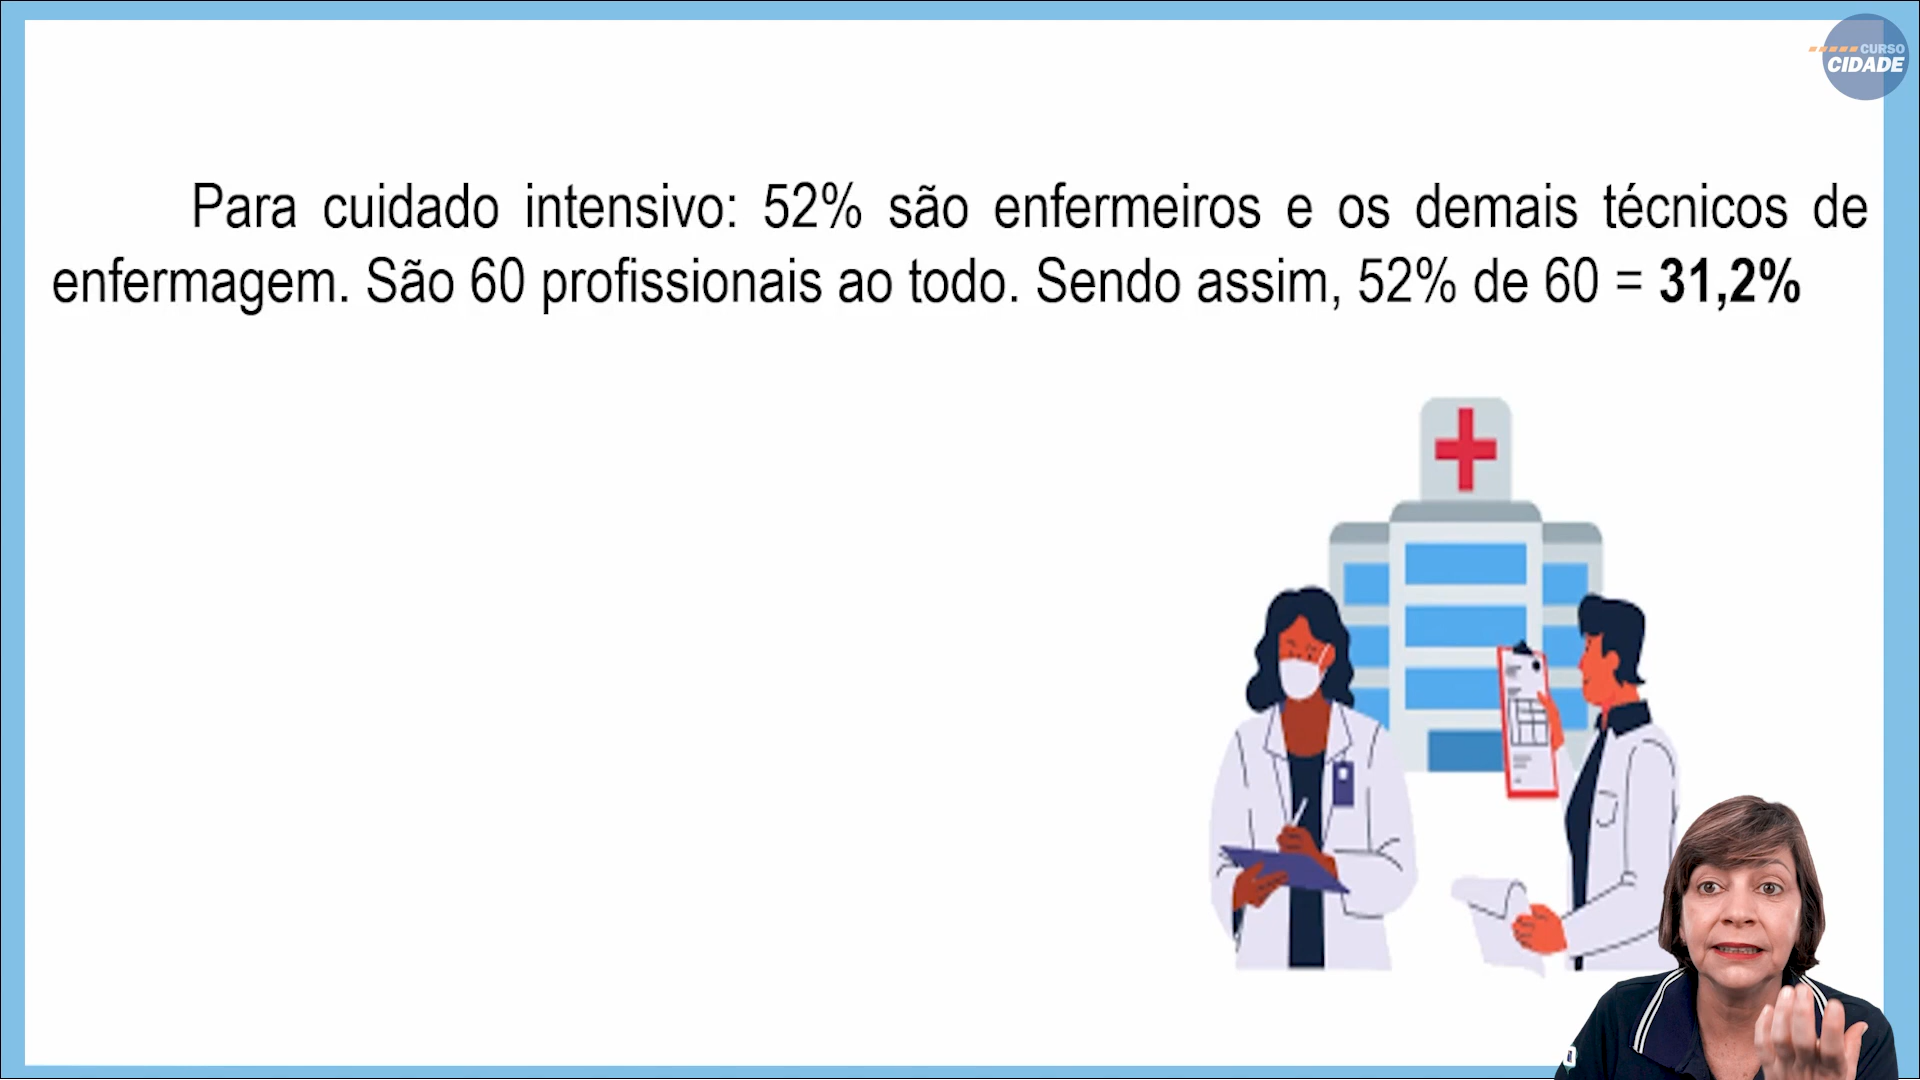 CURSO
CIDADE
Para cuidado intensivo: 52% são enfermeiros e os demais técnicos de
enfermagem. São 60 profissionais ao todo. Sendo assim, 52% de 60 = 31,2%